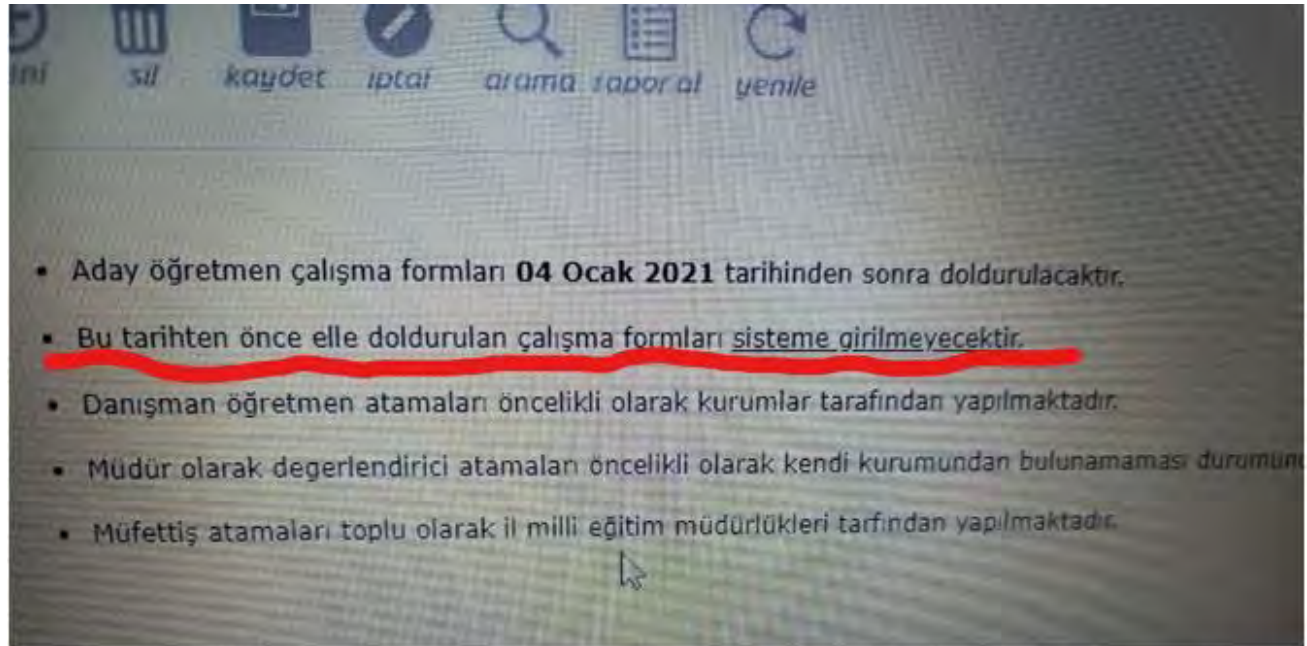 sil kaydet iptal arama rapor al yenile
• Aday öğretmen çalışma formları 04 Ocak 2021 tarihinden sonra doldurulacaktır.
• Bu tarihten önce elle doldurulan çalışma formları sisteme girilmeyecektir.
• Danışman öğretmen atamaları öncelikli olarak kurumlar tarafından yapılmaktadır.
• Müdür olarak degerlendirici atamaları öncelikli olarak kendi kurumundan bulunamaması
• Müfettiş atamaları toplu olarak il milli eğitim müdürlükleri tarfından yapılmaktadır.